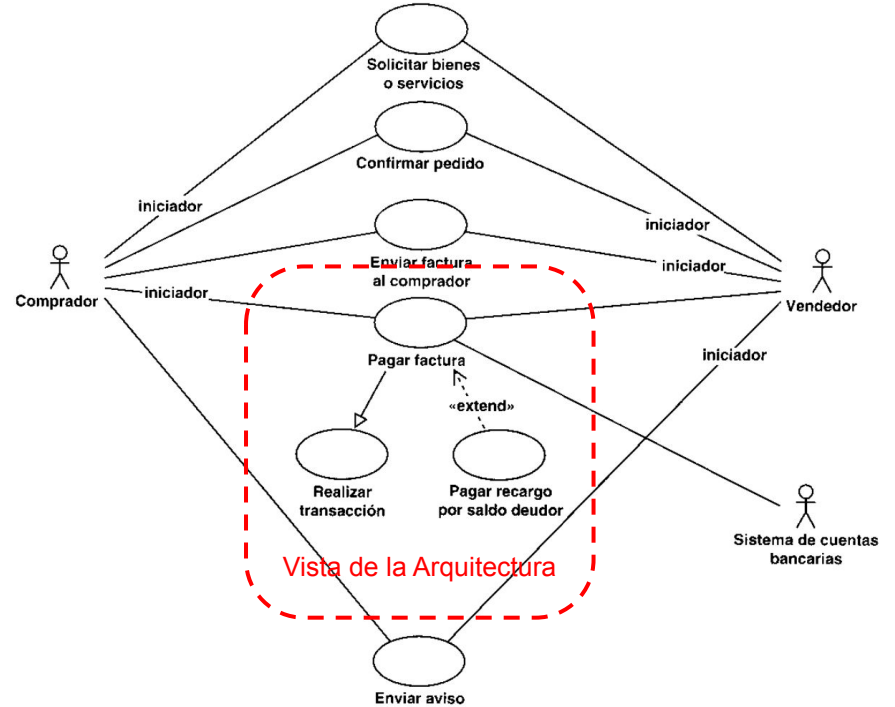 Solicitar bienes
o servicios
Confirmar pedido
iniciador
iniciador
Enviar factura
al comprador
iniciador
Comprador
iniciador
Vendedor
Pagar factura
iniciador
«extend»
Realizar
transacción
Pagar recargo
por saldo deudor
Sistema de cuentas
bancarias
Vista de la Arquitectura
Enviar aviso